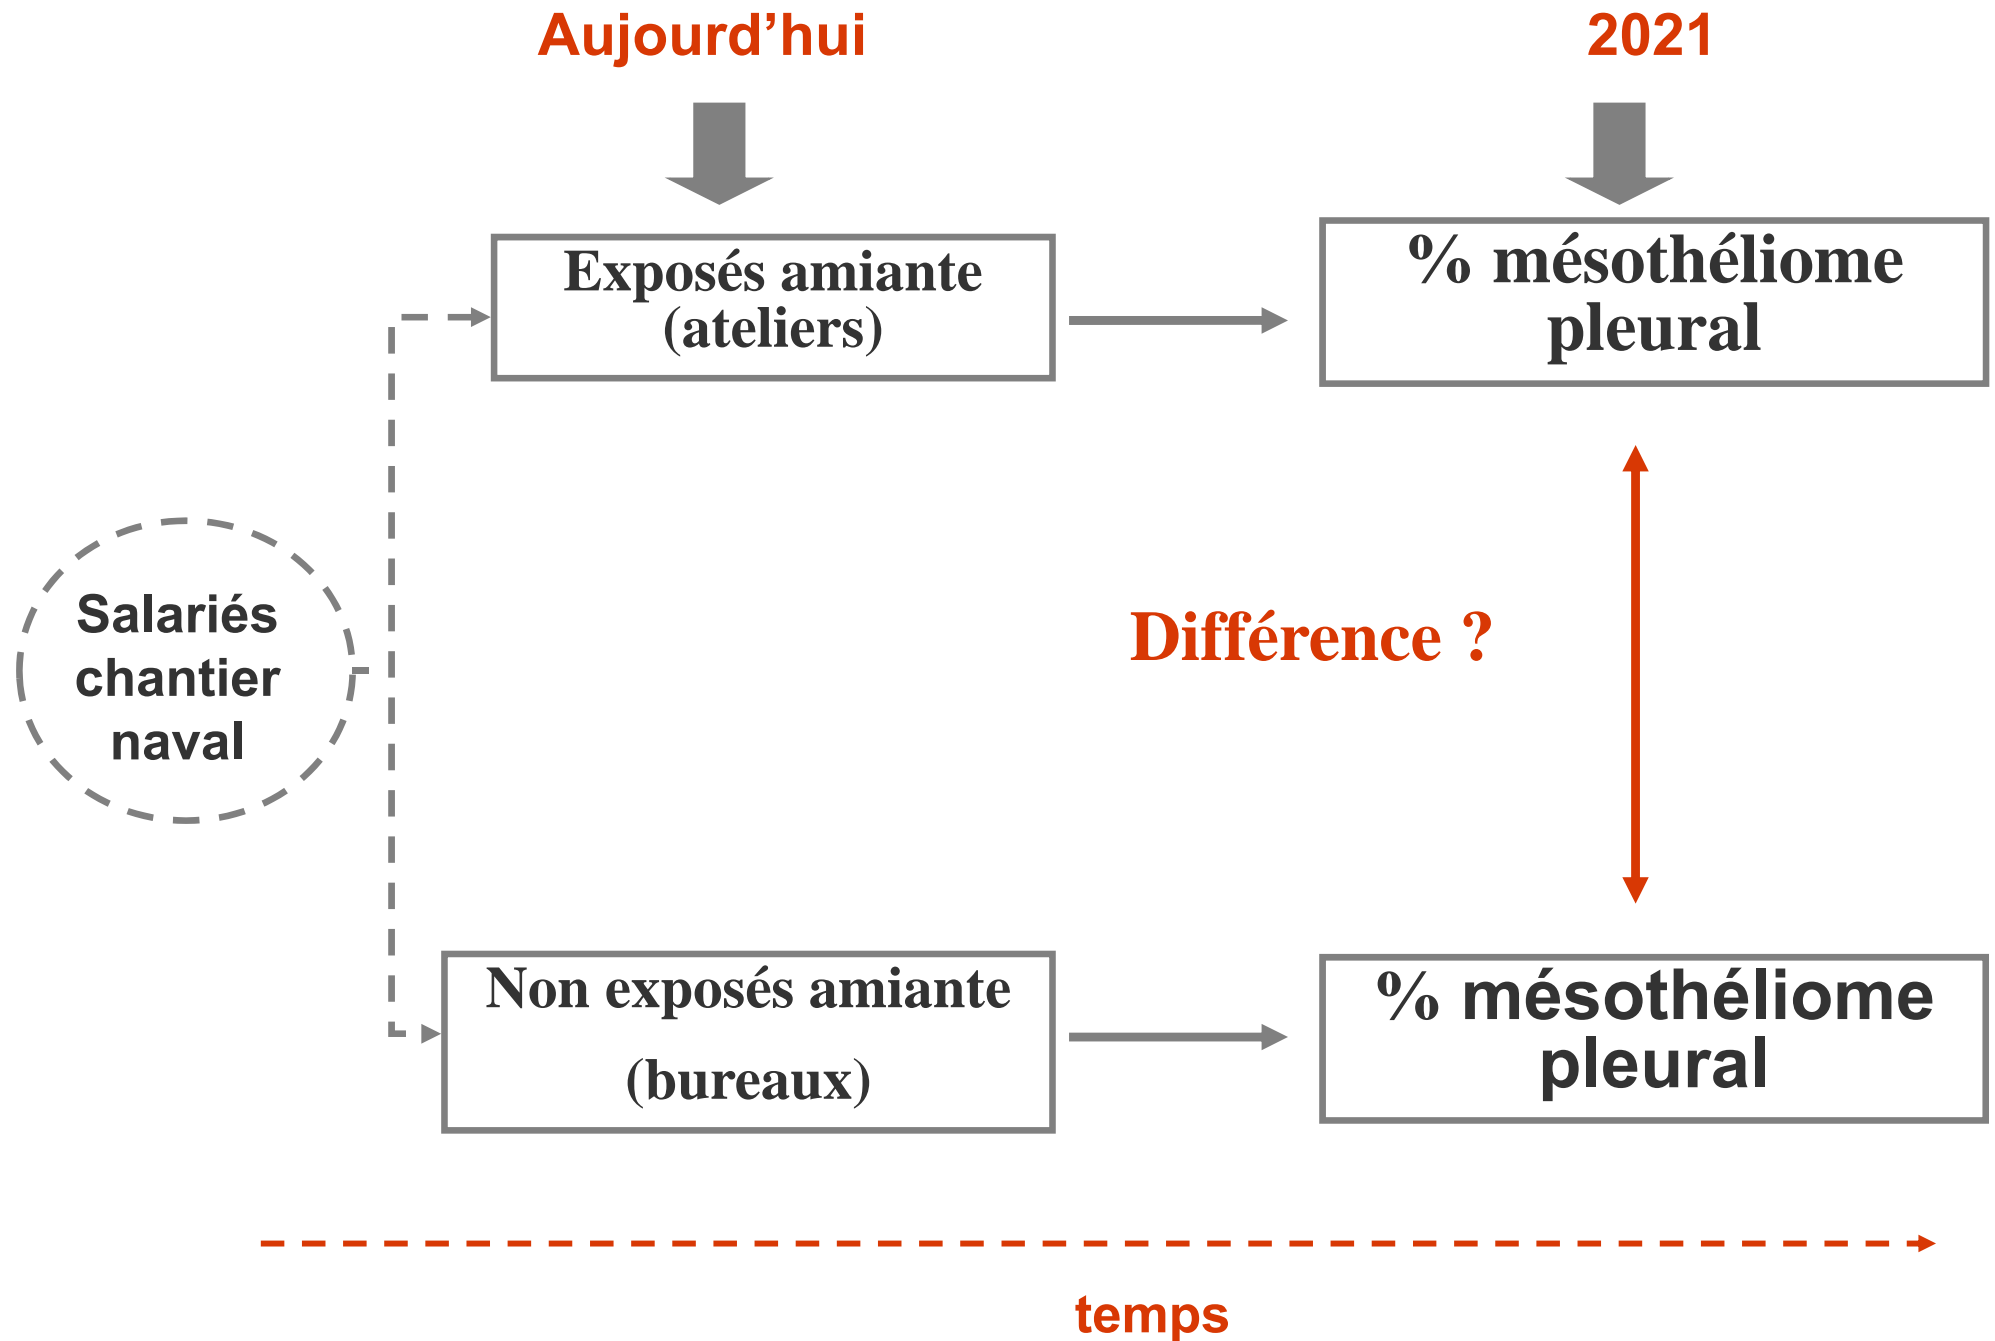 Aujourd’hui
2021
Exposés amiante
(ateliers)
% mésothéliome
pleural
Salariés
chantier
naval
Différence ?
Non exposés amiante
(bureaux)
% mésothéliome
pleural
temps